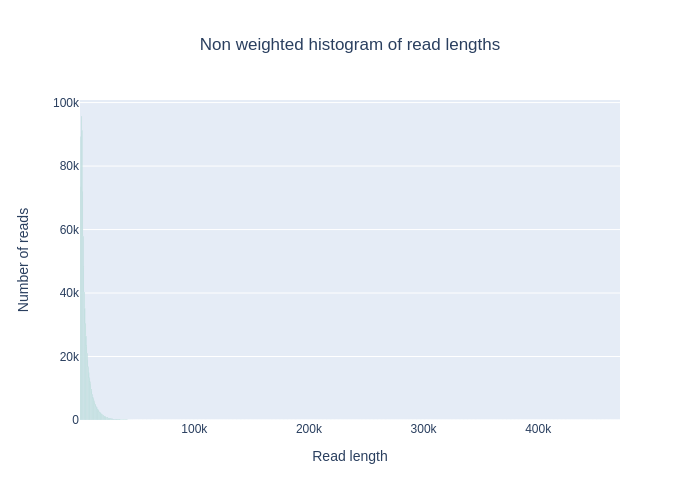 Non weighted histogram of read lengths
100k
80k
60k
40k
20k
0
Number of reads
100k 200k 300k 400k
Read length